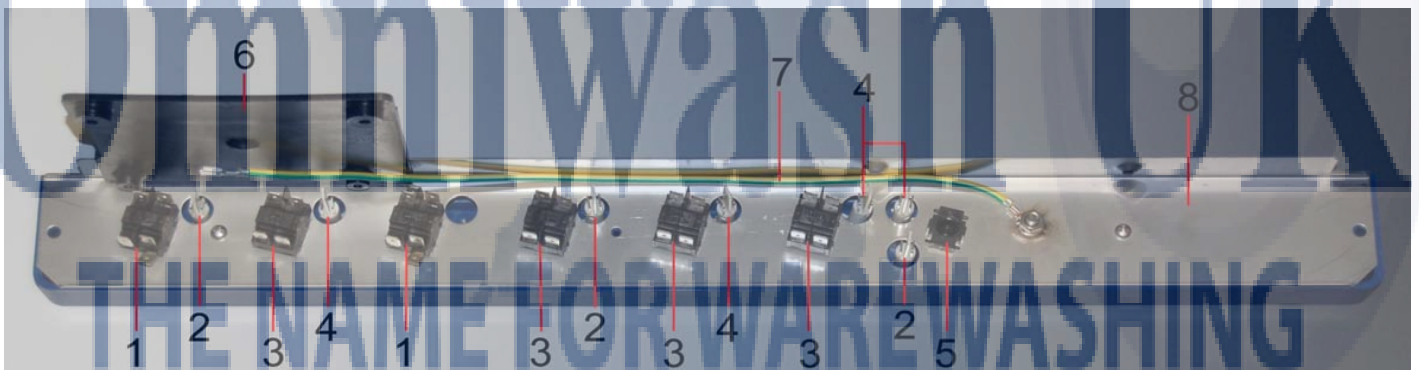 Omniwash UK
6 7 4 8
1 2 3 4 1 3 2 3 4 3 2 5
THE NAME FOR WAREWASHING